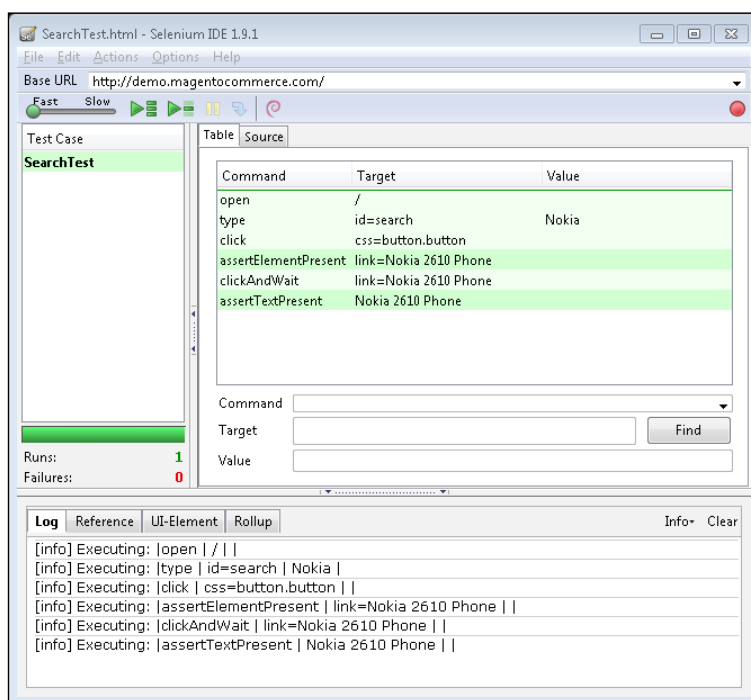 SearchTest.html - Selenium IDE 1.9.1
File Edit Actions Options Help
Base URL http://demo.magentocommerce.com/
Fast Slow
Test Case
Table Source
SearchTest
Command Target Value
open /
type id=search Nokia
click css=button.button
assertElementPresent link=Nokia 2610 Phone
clickAndWait link=Nokia 2610 Phone
assertTextPresent Nokia 2610 Phone
Command
Target Find
Value
Runs: 1
Failures: 0
Log Reference UI-Element Rollup Info Clear
[info] Executing: |open | / | |
[info] Executing: |type | id=search | Nokia |
[info] Executing: |click | css=button.button | |
[info] Executing: |assertElementPresent | link=Nokia 2610 Phone | |
[info] Executing: |clickAndWait | link=Nokia 2610 Phone | |
[info] Executing: |assertTextPresent | Nokia 2610 Phone | |